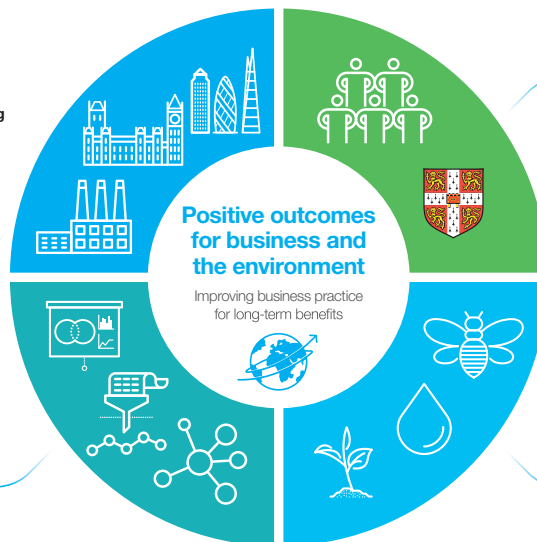 g
Positive outcomes
for business and
the environment
Improving business practice
for long-term benefits